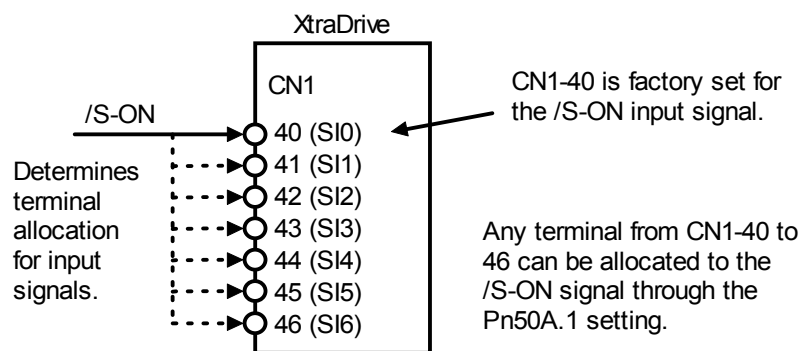 XtraDrive
CN1
/S-ON
40 (SI0)
41 (SI1)
42 (SI2)
43 (SI3)
44 (SI4)
45 (SI5)
46 (SI6)
Determines
terminal
allocation
for input
signals.
CN1-40 is factory set for
the /S-ON input signal.
Any terminal from CN1-40 to
46 can be allocated to the
/S-ON signal through the
Pn50A.1 setting.